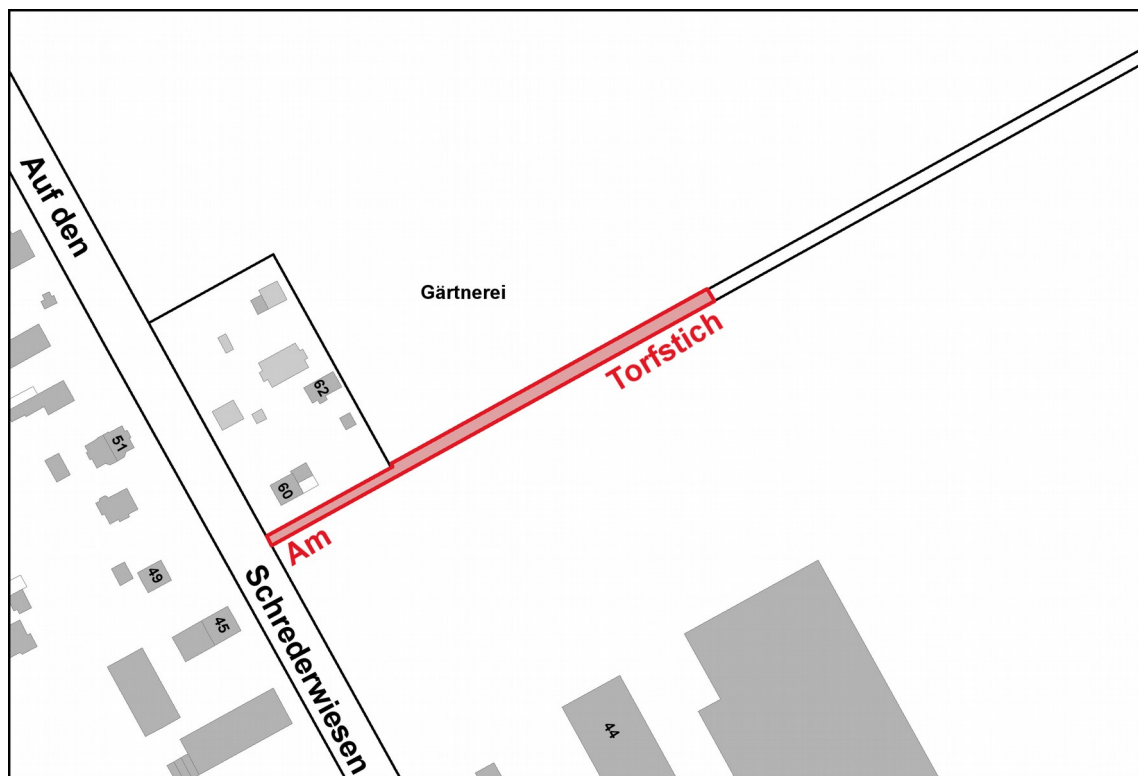 Auf den
Schrederwiesen
Gärtnerei
Am
Torfstich
62
51
60
49
45
44